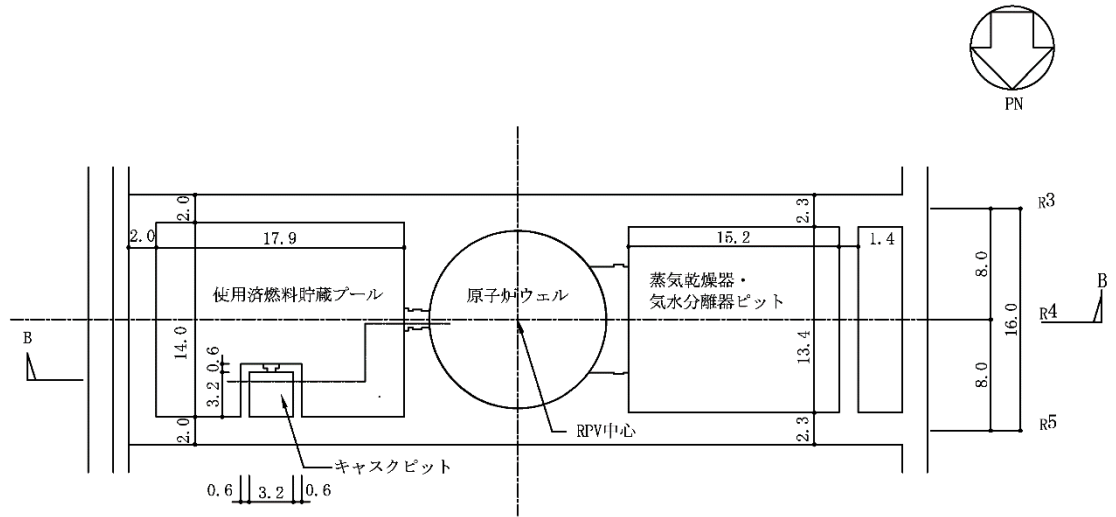 PN
R3
2.0
2.3
2.0
17.9
15.2
1.4
8.0
使用済燃料貯蔵プール
原子炉ウェル
蒸気乾燥器・
気水分離器ピット
B
R4
16.0
B
14.0
0.6
3.2
13.4
8.0
2.0
2.3
R5
RPV中心
キャスクピット
0.6
3.2
0.6